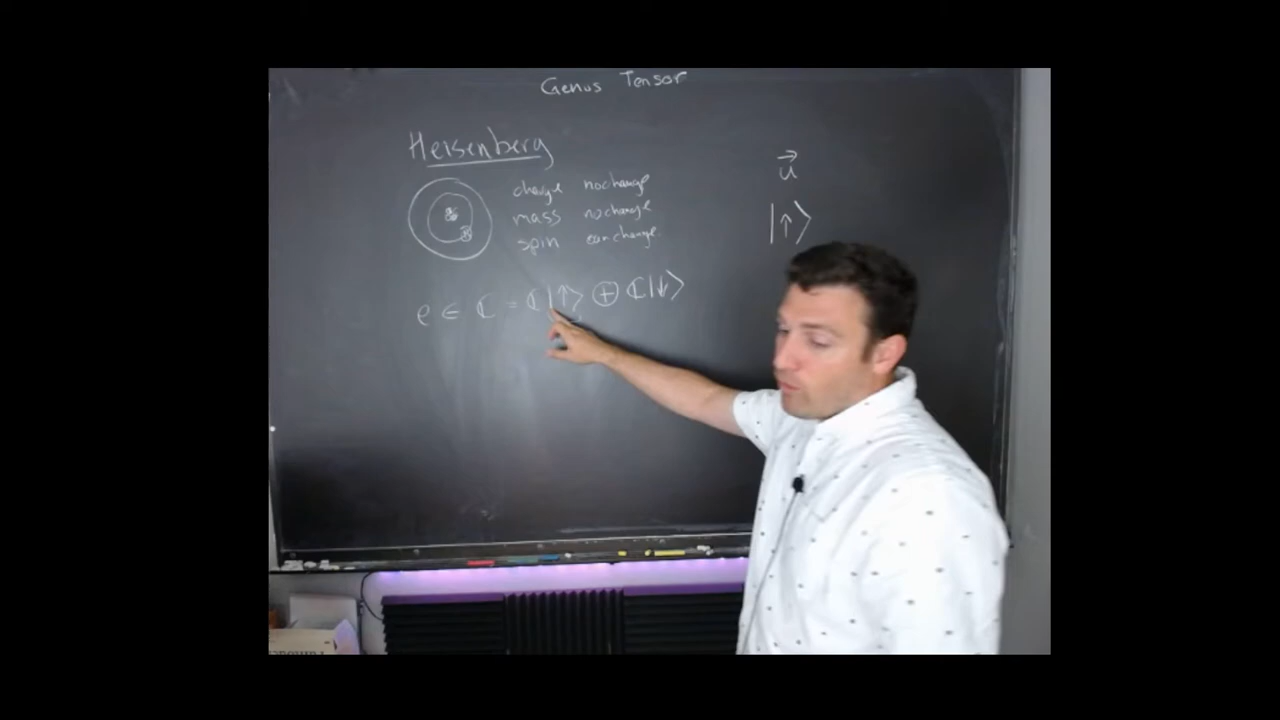 Genus Tensor
Heisenberg
charge no change
mass no change
spin can change
e ∈ ℂ = ℂ|↑⟩ ⊕ ℂ|↓⟩
u⃗
|↑⟩